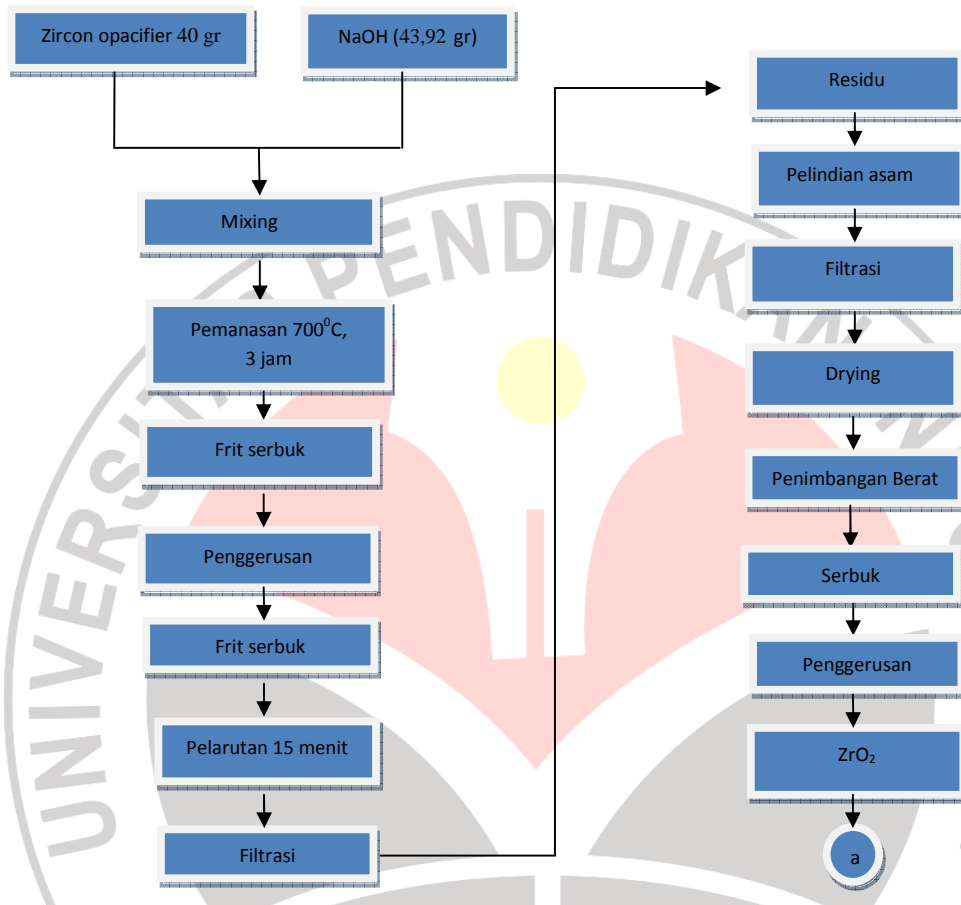 Zircon opacifier 40 gr
NaOH (43,92 gr)
Mixing
Pemanasan 700⁰C,
3 jam
Frit serbuk
Penggerusan
Frit serbuk
Pelarutan 15 menit
Filtrasi
Residu
Pelindian asam
Filtrasi
Drying
Penimbangan Berat
Serbuk
Penggerusan
ZrO₂
a
PENDIDIKAN